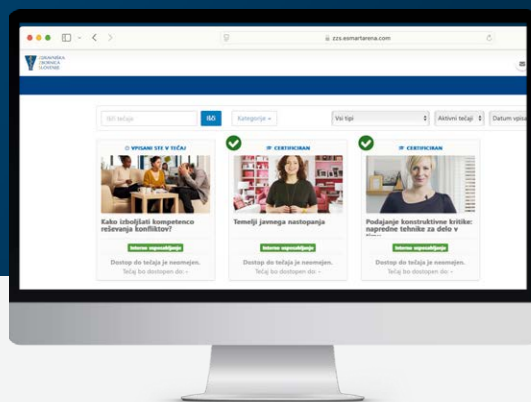 zzs.exmartarena.com
ZDRAVNIŠKA
ZBORNICA
SLOVENIJE
Išči tečaje
Išči
Kategorije
Vsi tipi
Aktivni tečaji
Datum vpisa
VPISANI STE V TEČAJ
CERTIFICIRAN
CERTIFICIRAN
Kako izboljšati kompetenco
reševanja konfliktov?
Temelji javnega nastopanja
Podajanje konstruktivne kritike:
napredne tehnike za delo v
Interno usposabljanje
Interno usposabljanje
Interno usposabljanje
Dostop do tečaja je neomejen.
Tečaj bo dostopen do: -
Dostop do tečaja je neomejen.
Tečaj bo dostopen do: -
Dostop do tečaja je neomejen.
Tečaj bo dostopen do: -